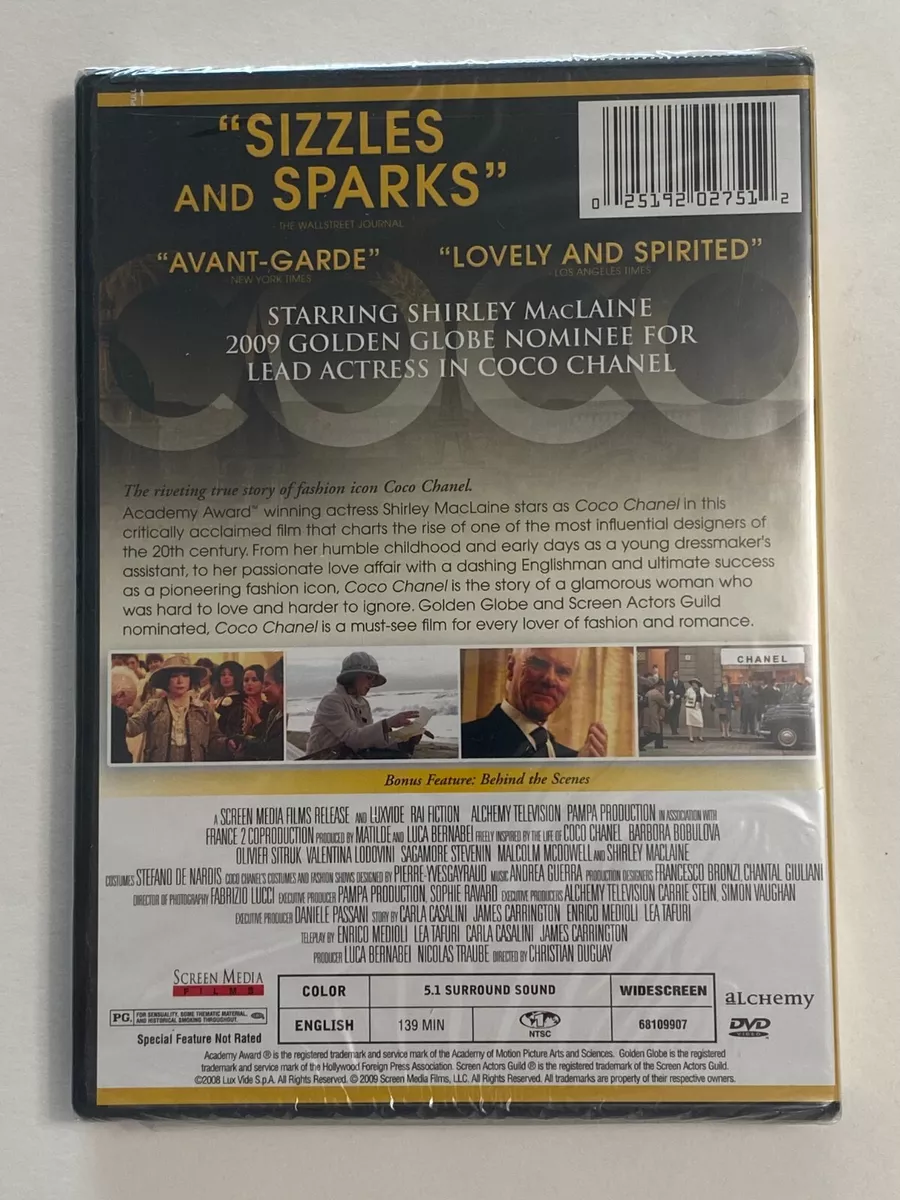 PULL
"SIZZLES
AND SPARKS"
- THE WALLSTREET JOURNAL
0 25192 02751 2
"AVANT-GARDE"
- NEW YORK TIMES
"LOVELY AND SPIRITED"
- LOS ANGELES TIMES
COCO
STARRING SHIRLEY MACLAINE
2009 GOLDEN GLOBE NOMINEE FOR
LEAD ACTRESS IN COCO CHANEL
The riveting true story of fashion icon Coco Chanel.
Academy Award™ winning actress Shirley MacLaine stars as Coco Chanel in this
critically acclaimed film that charts the rise of one of the most influential designers of
the 20th century. From her humble childhood and early days as a young dressmaker's
assistant, to her passionate love affair with a dashing Englishman and ultimate success
as a pioneering fashion icon, Coco Chanel is the story of a glamorous woman who
was hard to love and harder to ignore. Golden Globe and Screen Actors Guild
nominated, Coco Chanel is a must-see film for every lover of fashion and romance.
CHANEL
Bonus Feature: Behind the Scenes
A SCREEN MEDIA FILMS RELEASE AND LUXVIDE RAI FICTION ALCHEMY TELEVISION PAMPA PRODUCTION IN ASSOCIATION WITH
FRANCE 2 COPRODUCTION PRODUCED BY MATILDE AND LUCA BERNABEI FREELY INSPIRED BY THE LIFE OF COCO CHANEL BARBORA BOBULOVA
OLIVIER SITRUK VALENTINA LODOVINI SAGAMORE STEVENIN MALCOLM MCDOWELL AND SHIRLEY MACLAINE
COSTUMES STEFANO DE NARDIS COCO CHANEL'S COSTUMES AND FASHION SHOWS DESIGNED BY PIERRE-YVESGAYRAUD MUSIC ANDREA GUERRA PRODUCTION DESIGNERS FRANCESCO BRONZI, CHANTAL GIULIANI
DIRECTOR OF PHOTOGRAPHY FABRIZIO LUCCI EXECUTIVE PRODUCER PAMPA PRODUCTION, SOPHIE RAVARD EXECUTIVE PRODUCERS ALCHEMY TELEVISION CARRIE STEIN, SIMON VAUGHAN
EXECUTIVE PRODUCER DANIELE PASSANI STORY BY CARLA CASALINI JAMES CARRINGTON ENRICO MEDIOLI LEA TAFURI
TELEPLAY BY ENRICO MEDIOLI LEA TAFURI CARLA CASALINI JAMES CARRINGTON
PRODUCER LUCA BERNABEI NICOLAS TRAUBE DIRECTED BY CHRISTIAN DUGUAY
SCREEN MEDIA
FILMS
PG FOR SENSUALITY, SOME THEMATIC MATERIAL,
AND HISTORICAL SMOKING THROUGHOUT.
Special Feature Not Rated
COLOR 5.1 SURROUND SOUND WIDESCREEN
ENGLISH 139 MIN NTSC 68109907
aLCHemy
DVD
VIDEO
Academy Award ® is the registered trademark and service mark of the Academy of Motion Picture Arts and Sciences. Golden Globe is the registered
trademark and service mark of the Hollywood Foreign Press Association. Screen Actors Guild ® is the registered trademark of the Screen Actors Guild.
©2008 Lux Vide S.p.A. All Rights Reserved. © 2009 Screen Media Films, LLC. All Rights Reserved. All trademarks are property of their respective owners.